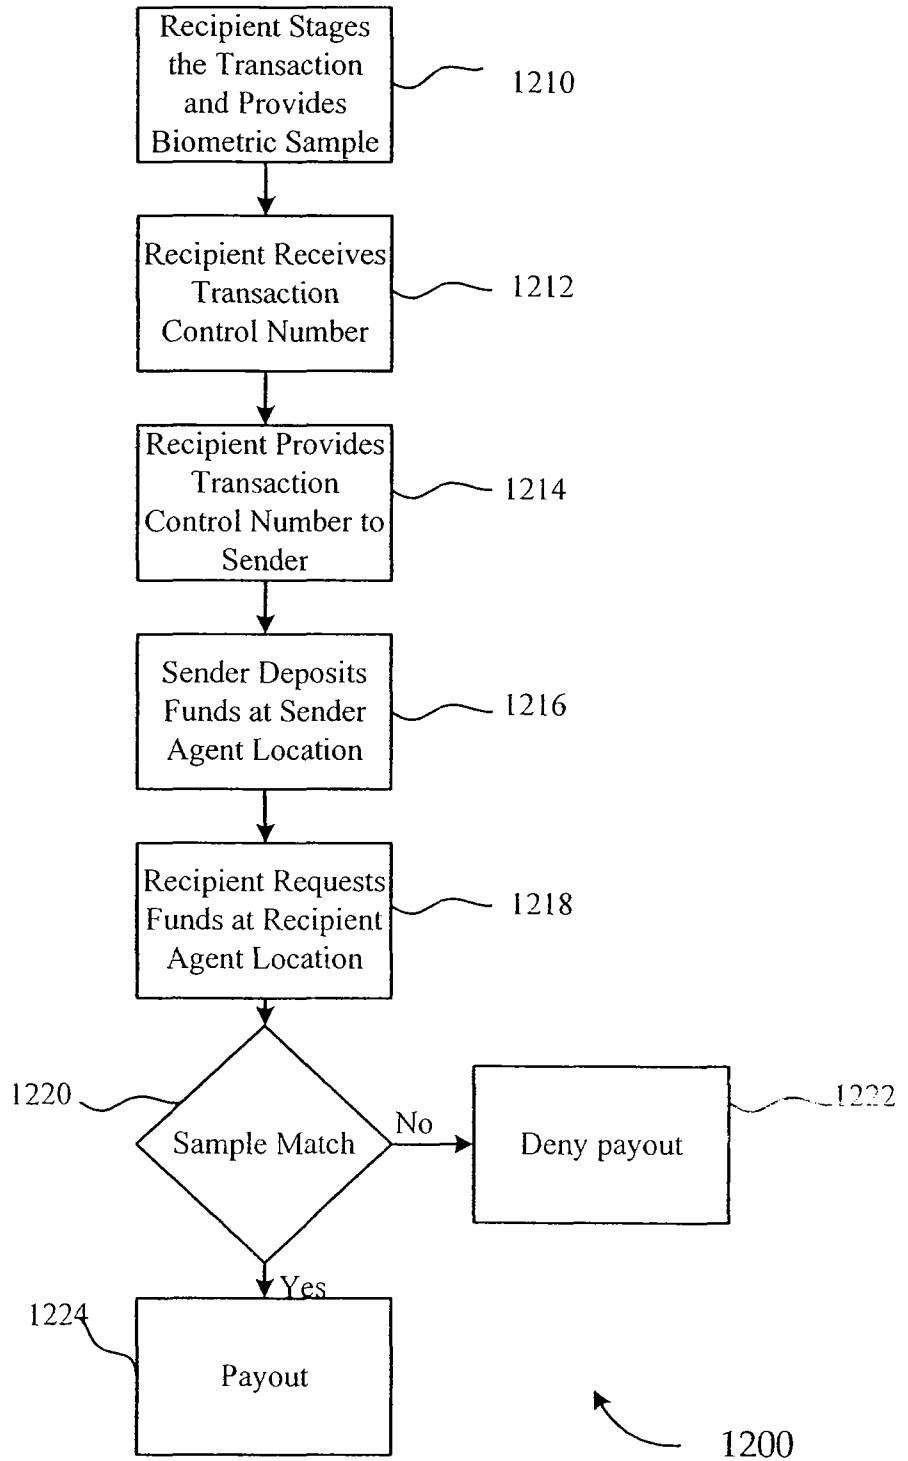 Recipient Stages
the Transaction
and Provides
Biometric Sample
1210
Recipient Receives
Transaction
Control Number
1212
Recipient Provides
Transaction
Control Number to
Sender
1214
Sender Deposits
Funds at Sender
Agent Location
1216
Recipient Requests
Funds at Recipient
Agent Location
1218
1220
Sample Match
No
Deny payout
1222
Yes
1224
Payout
1200